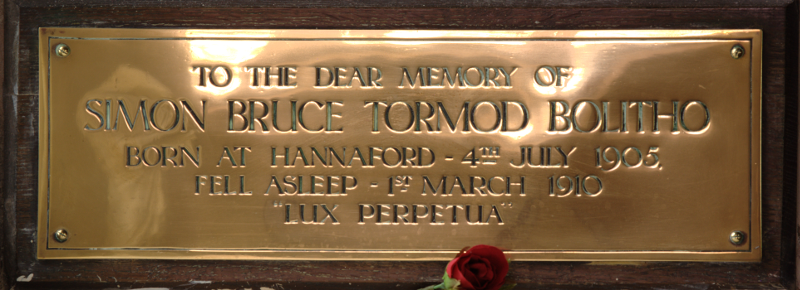 TO THE DEAR MEMORY OF
SIMON BRUCE TORMOD BOLITHO
BORN AT HANNAFORD - 4TH JULY 1905,
FELL ASLEEP - 1ST MARCH 1910
"LUX PERPETUA"